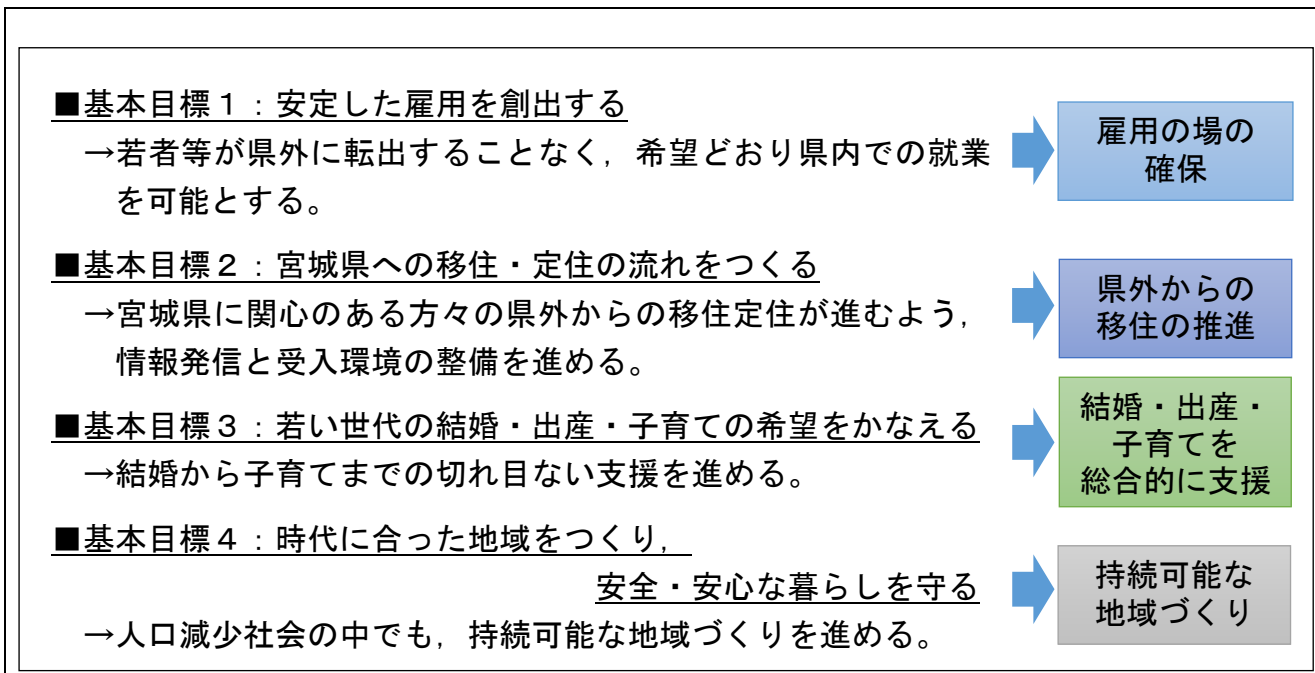 ■基本目標１：安定した雇用を創出する
→若者等が県外に転出することなく，希望どおり県内での就業
を可能とする。
雇用の場の
確保
■基本目標２：宮城県への移住・定住の流れをつくる
→宮城県に関心のある方々の県外からの移住定住が進むよう，
情報発信と受入環境の整備を進める。
県外からの
移住の推進
■基本目標３：若い世代の結婚・出産・子育ての希望をかなえる
→結婚から子育てまでの切れ目ない支援を進める。
結婚・出産・
子育てを
総合的に支援
■基本目標４：時代に合った地域をつくり，
安全・安心な暮らしを守る
→人口減少社会の中でも，持続可能な地域づくりを進める。
持続可能な
地域づくり